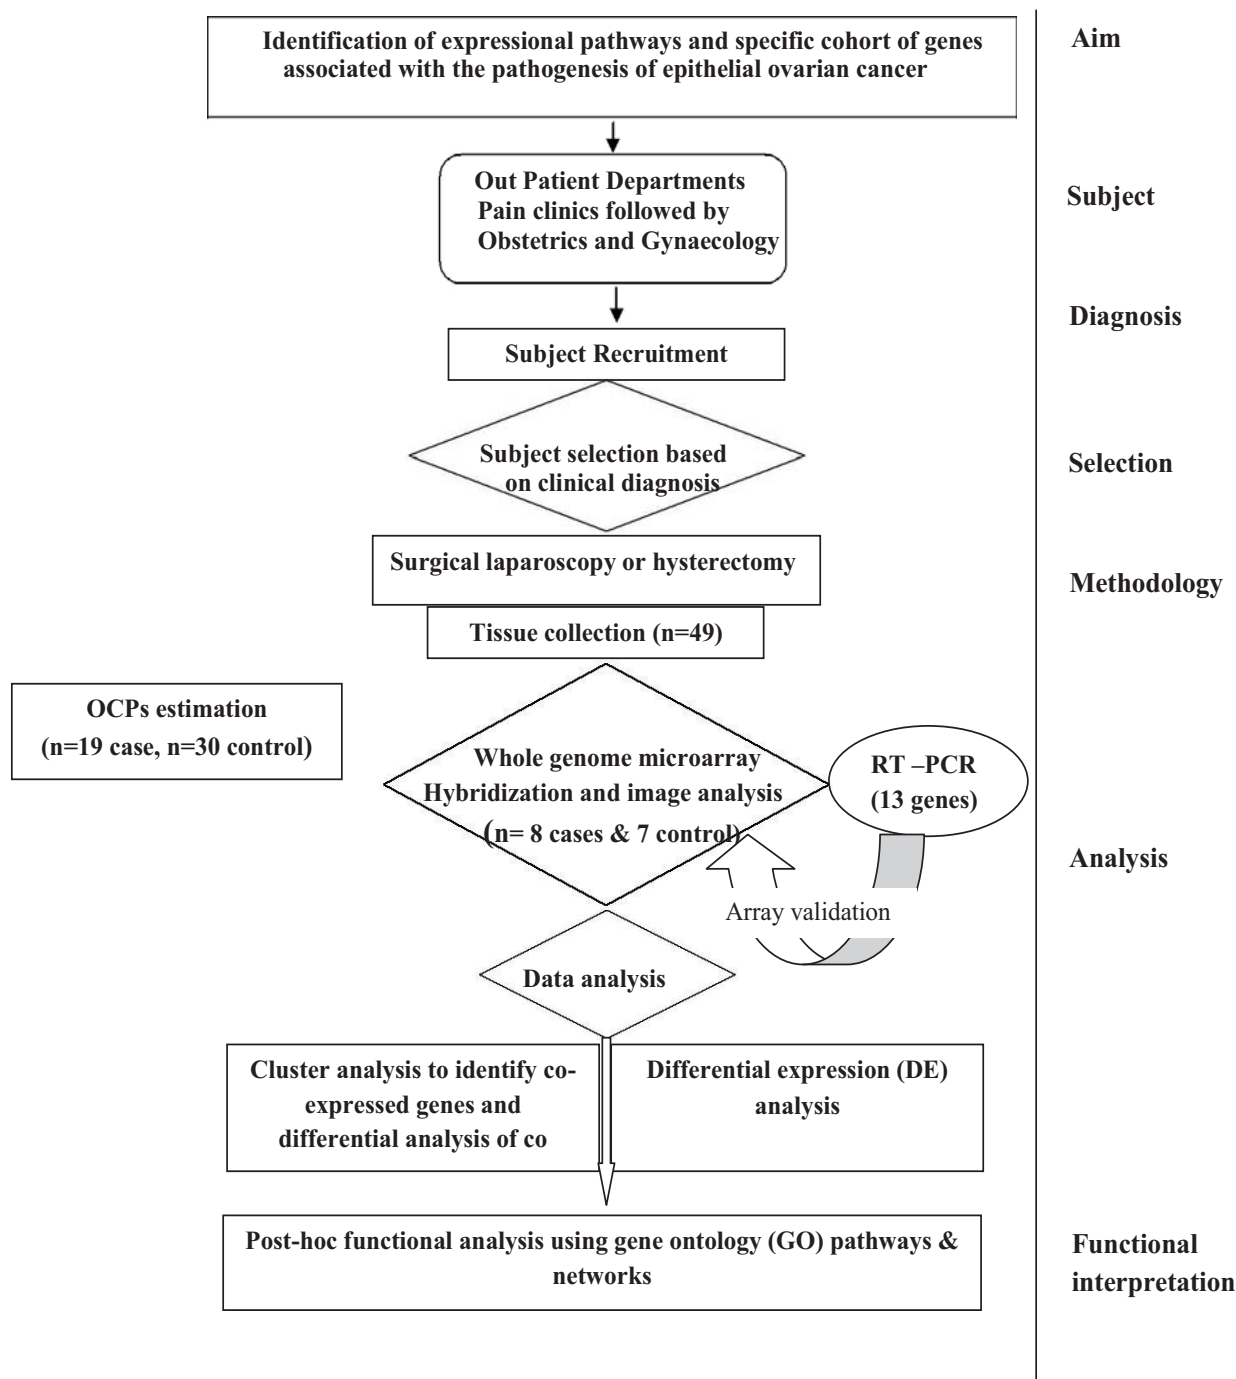 Identification of expressional pathways and specific cohort of genes
associated with the pathogenesis of epithelial ovarian cancer
Aim
Out Patient Departments
Pain clinics followed by
Obstetrics and Gynaecology
Subject
Diagnosis
Subject Recruitment
Subject selection based
on clinical diagnosis
Selection
Surgical laparoscopy or hysterectomy
Methodology
Tissue collection (n=49)
OCPs estimation
(n=19 case, n=30 control)
Whole genome microarray
Hybridization and image analysis
(n= 8 cases & 7 control)
RT –PCR
(13 genes)
Analysis
Array validation
Data analysis
Cluster analysis to identify co-
expressed genes and
differential analysis of co
Differential expression (DE)
analysis
Post-hoc functional analysis using gene ontology (GO) pathways &
networks
Functional
interpretation